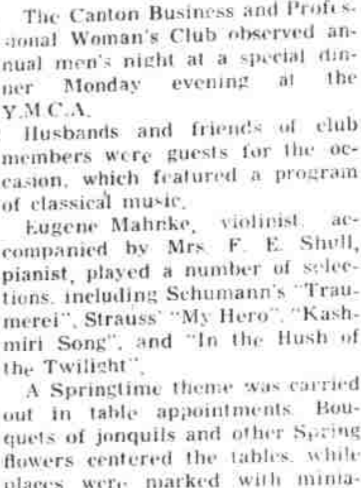 The Canton Business and Profes-
sional Woman's Club observed an-
nual men's night at a special din-
ner Monday evening at the
Y.M.C.A.
Husbands and friends of club
members were guests for the oc-
casion, which featured a program
of classical music.
Eugene Mahnke, violinist, ac-
companied by Mrs. F. E. Shull,
pianist, played a number of selec-
tions, including Schumann's "Trau-
merei", Strauss' "My Hero", "Kash-
miri Song", and "In the Hush of
the Twilight".
A Springtime theme was carried
out in table appointments. Bou-
quets of jonquils and other Spring
flowers centered the tables, while
places were marked with minia-